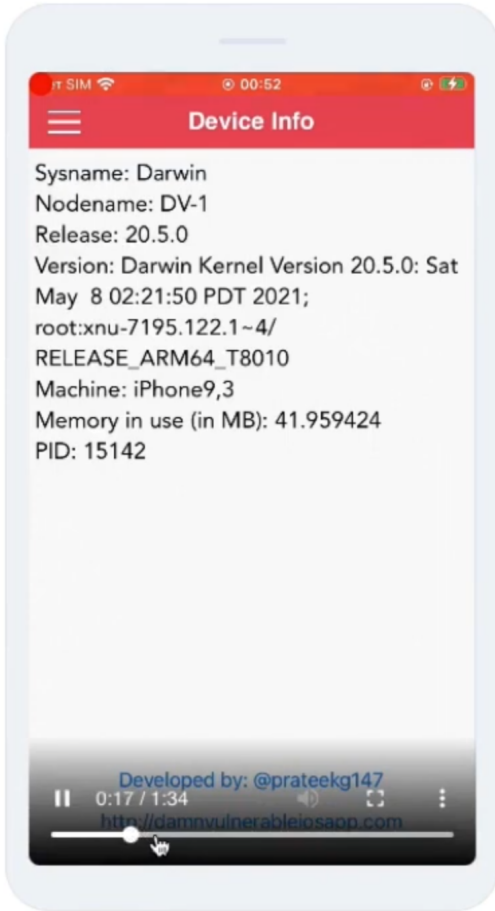 SIM
00:52
Device Info
Sysname: Darwin
Nodename: DV-1
Release: 20.5.0
Version: Darwin Kernel Version 20.5.0: Sat
May 8 02:21:50 PDT 2021;
root:xnu-7195.122.1~4/
RELEASE_ARM64_T8010
Machine: iPhone9,3
Memory in use (in MB): 41.959424
PID: 15142
Developed by: @prateekg147
0:17 / 1:34
http://damnvulnerableiosapp.com